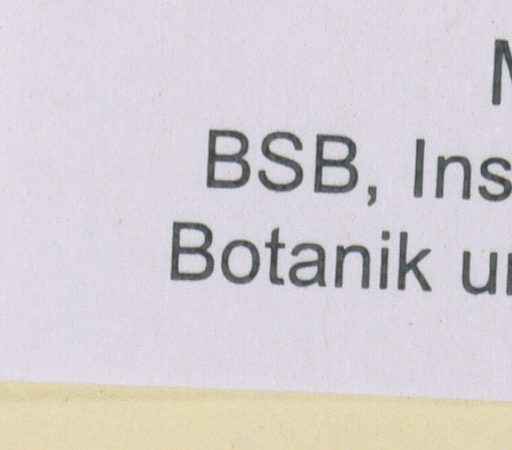 BSB, Ins
Botanik u